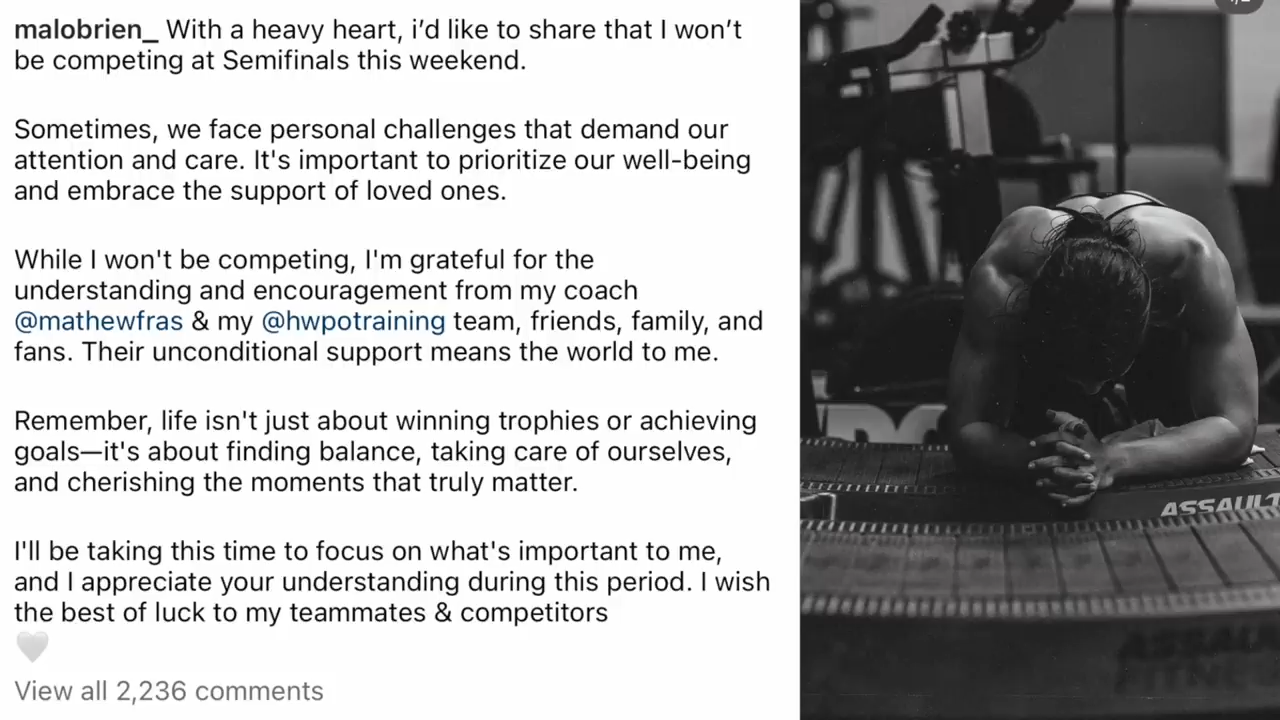 malobrien_ With a heavy heart, i’d like to share that I won’t
be competing at Semifinals this weekend.
Sometimes, we face personal challenges that demand our
attention and care. It's important to prioritize our well-being
and embrace the support of loved ones.
While I won't be competing, I'm grateful for the
understanding and encouragement from my coach
@mathewfras & my @hwpotraining team, friends, family, and
fans. Their unconditional support means the world to me.
Remember, life isn't just about winning trophies or achieving
goals—it's about finding balance, taking care of ourselves,
and cherishing the moments that truly matter.
I'll be taking this time to focus on what's important to me,
and I appreciate your understanding during this period. I wish
the best of luck to my teammates & competitors
🤍
View all 2,236 comments
ASSAULT